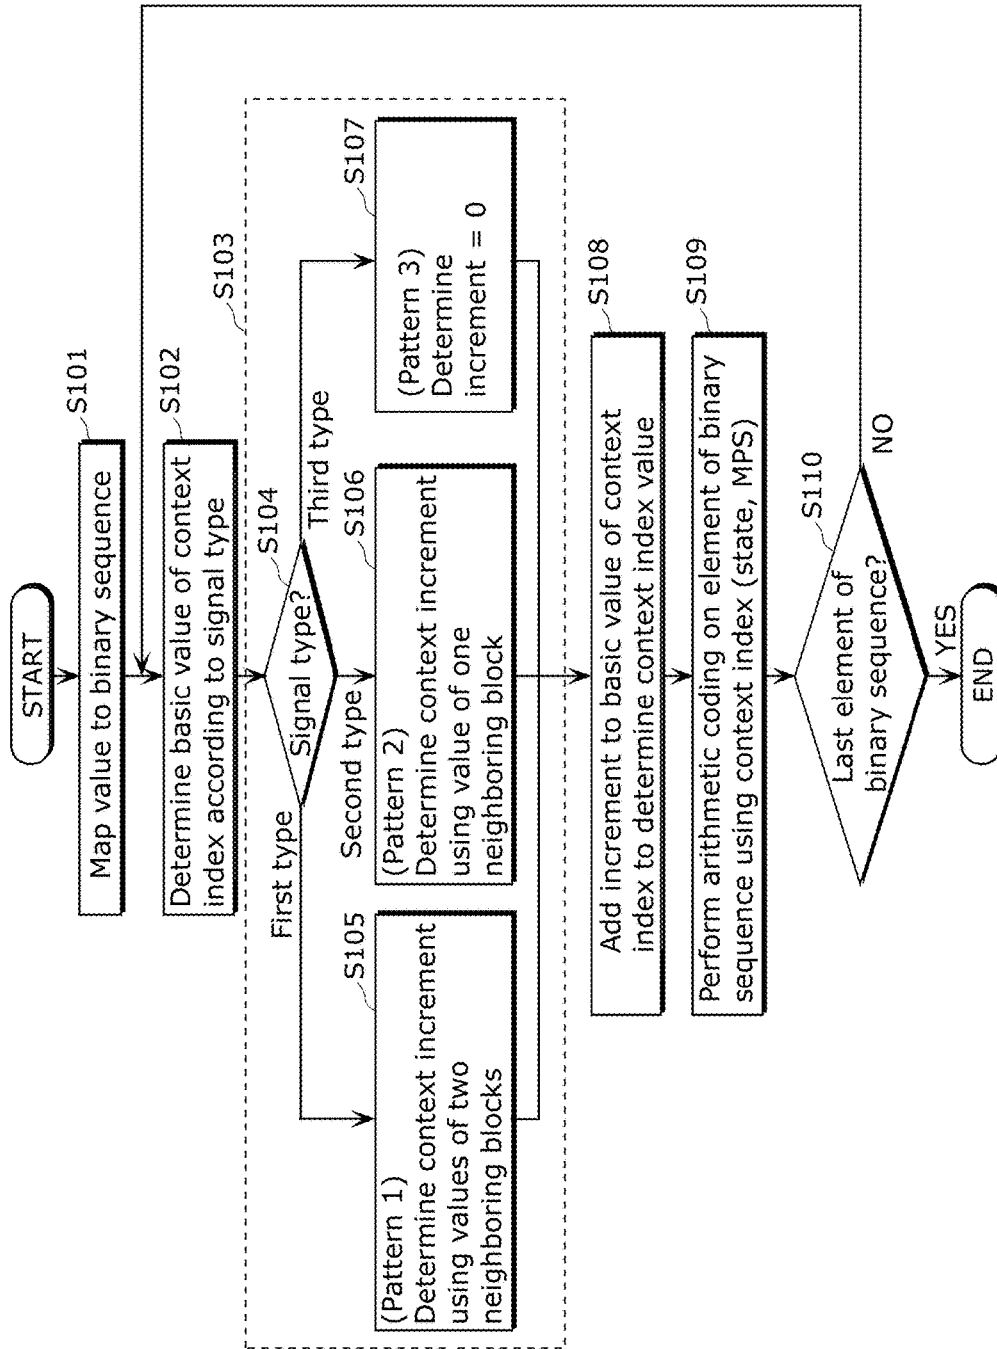 START
S101
Map value to binary sequence
S102
Determine basic value of context
index according to signal type
S103
S104
Signal type?
First type
Second type
Third type
S105
(Pattern 1)
Determine context increment
using values of two
neighboring blocks
S106
(Pattern 2)
Determine context increment
using value of one
neighboring block
S107
(Pattern 3)
Determine
increment = 0
S108
Add increment to basic value of context
index to determine context index value
S109
Perform arithmetic coding on element of binary
sequence using context index (state, MPS)
S110
Last element of
binary sequence?
NO
YES
END